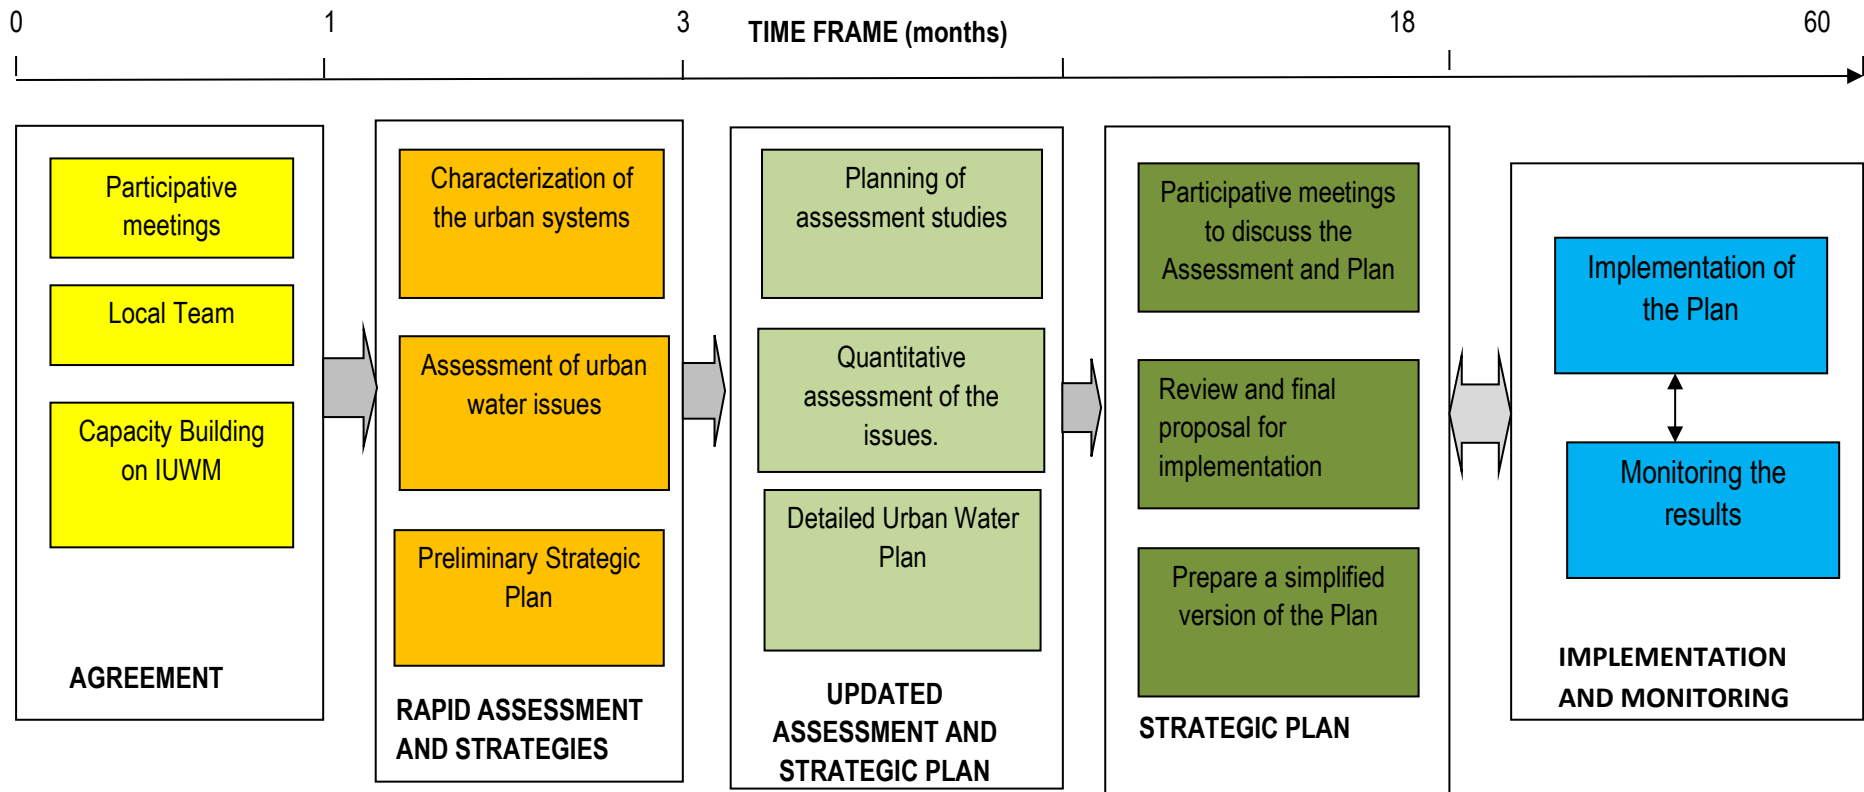 0
1
3
TIME FRAME (months)
18
60
Participative
meetings
Local Team
Capacity Building
on IUWM
AGREEMENT
Characterization of
the urban systems
Assessment of urban
water issues
Preliminary Strategic
Plan
RAPID ASSESSMENT
AND STRATEGIES
Planning of
assessment studies
Quantitative
assessment of the
issues.
Detailed Urban Water
Plan
UPDATED
ASSESSMENT AND
STRATEGIC PLAN
Participative meetings
to discuss the
Assessment and Plan
Review and final
proposal for
implementation
Prepare a simplified
version of the Plan
STRATEGIC PLAN
Implementation of
the Plan
Monitoring the
results
IMPLEMENTATION
AND MONITORING